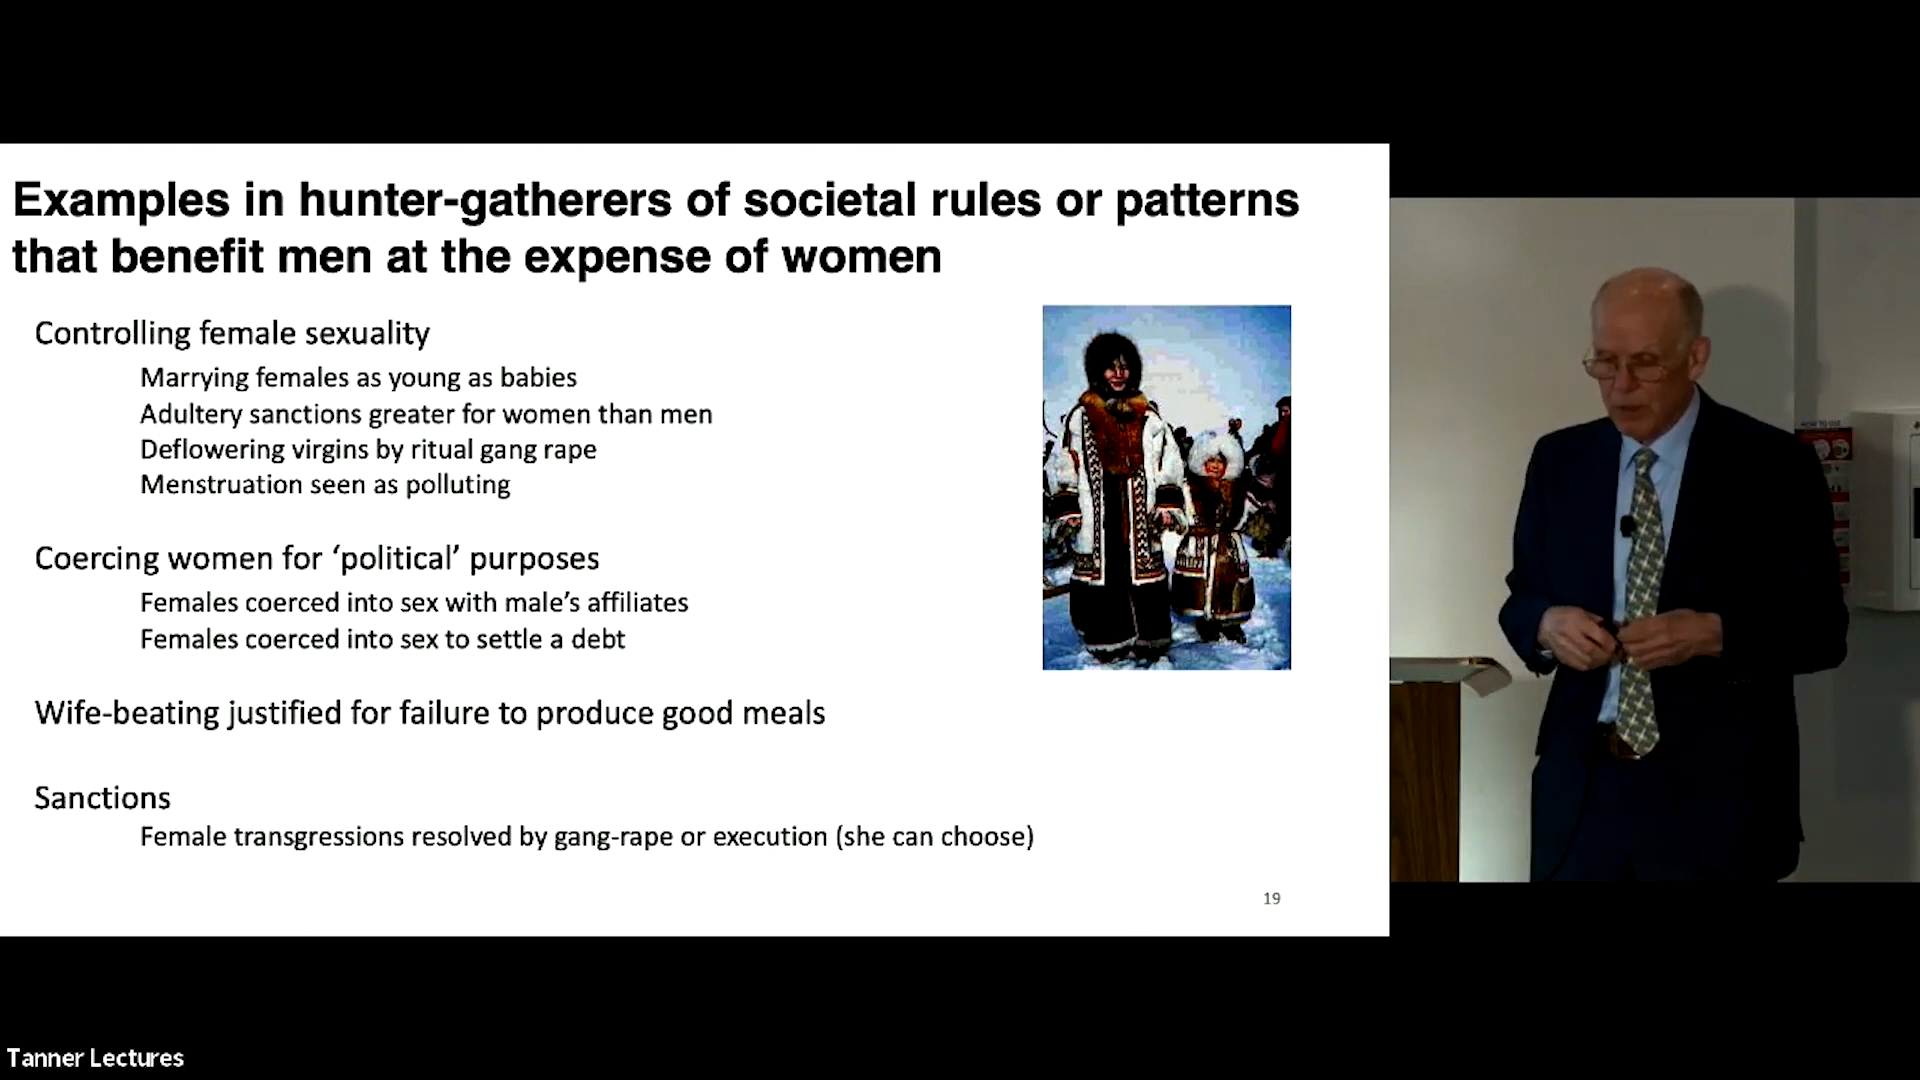 Examples in hunter-gatherers of societal rules or patterns
that benefit men at the expense of women
Controlling female sexuality
Marrying females as young as babies
Adultery sanctions greater for women than men
Deflowering virgins by ritual gang rape
Menstruation seen as polluting
Coercing women for ‘political’ purposes
Females coerced into sex with male’s affiliates
Females coerced into sex to settle a debt
Wife-beating justified for failure to produce good meals
Sanctions
Female transgressions resolved by gang-rape or execution (she can choose)
19
HOW TO USE
Tanner Lectures